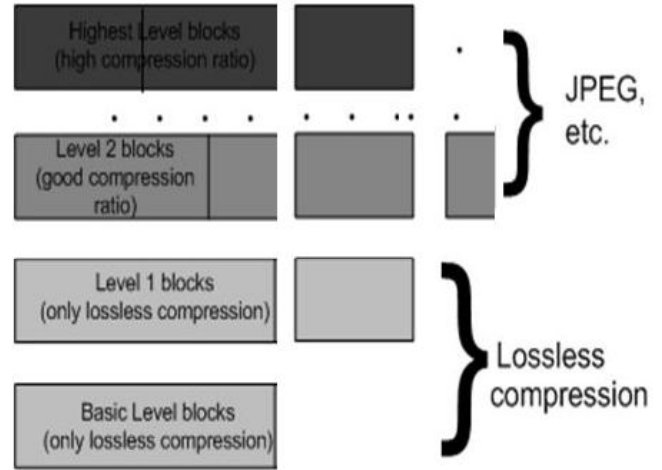 Highest Level blocks
(high compression ratio)
JPEG,
etc.
Level 2 blocks
(good compression
ratio)
Level 1 blocks
(only lossless compression)
Lossless
compression
Basic Level blocks
(only lossless compression)